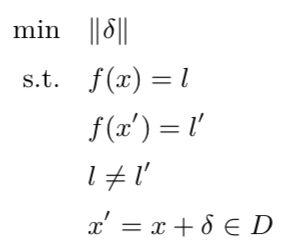 min ‖δ‖
s.t. f(x) = l
f(x′) = l′
l ≠ l′
x′ = x + δ ∈ D